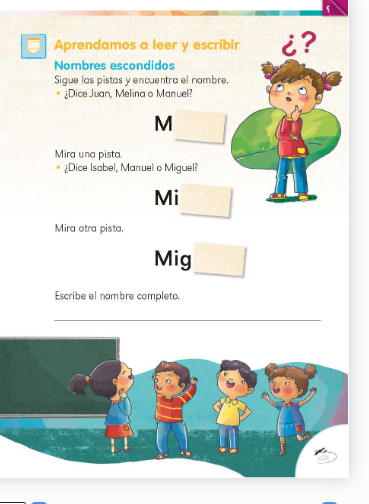 ¿?
Aprendamos a leer y escribir
Nombres escondidos
Sigue las pistas y encuentra el nombre.
• ¿Dice Juan, Melina o Manuel?
M
Mira una pista.
• ¿Dice Isabel, Manuel o Miguel?
Mi
Mira otra pista.
Mig
Escribe el nombre completo.